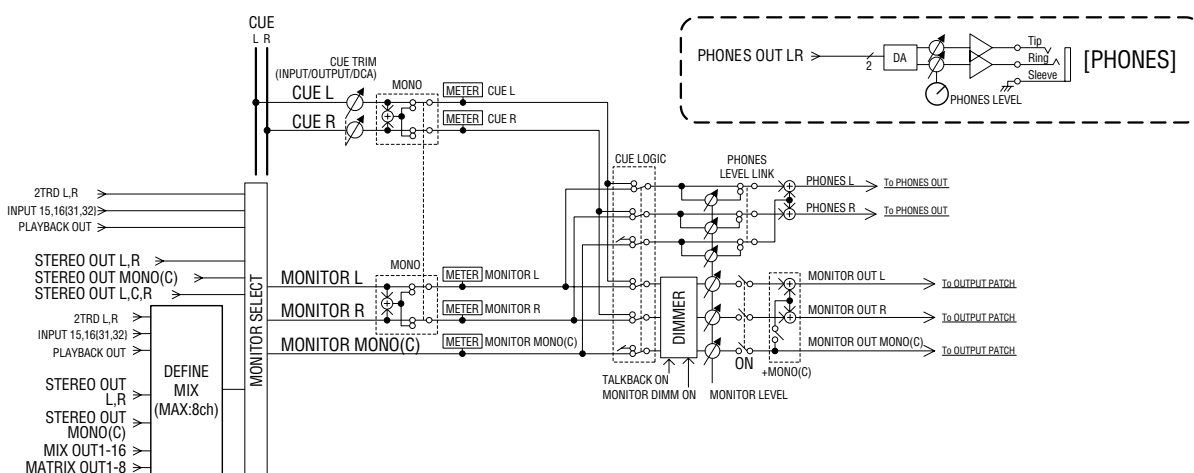 CUE
L R
CUE TRIM
(INPUT/OUTPUT/DCA)
CUE L
CUE R
MONO
METER CUE L
METER CUE R
PHONES OUT LR
2
DA
Tip
Ring
Sleeve
PHONES LEVEL
[PHONES]
2TRD L,R
INPUT 15,16{31,32}
PLAYBACK OUT
STEREO OUT L,R
STEREO OUT MONO(C)
STEREO OUT L,C,R
2TRD L,R
INPUT 15,16{31,32}
PLAYBACK OUT
STEREO OUT
L,R
STEREO OUT
MONO(C)
MIX OUT1-16
MATRIX OUT1-8
DEFINE
MIX
(MAX:8ch)
MONITOR SELECT
MONITOR L
MONITOR R
MONITOR MONO(C)
MONO
METER MONITOR L
METER MONITOR R
METER MONITOR MONO(C)
CUE LOGIC
PHONES
LEVEL LINK
PHONES L
To PHONES OUT
PHONES R
To PHONES OUT
DIMMER
TALKBACK ON
MONITOR DIMM ON
MONITOR LEVEL
ON
+MONO(C)
MONITOR OUT L
To OUTPUT PATCH
MONITOR OUT R
To OUTPUT PATCH
MONITOR OUT MONO(C)
To OUTPUT PATCH